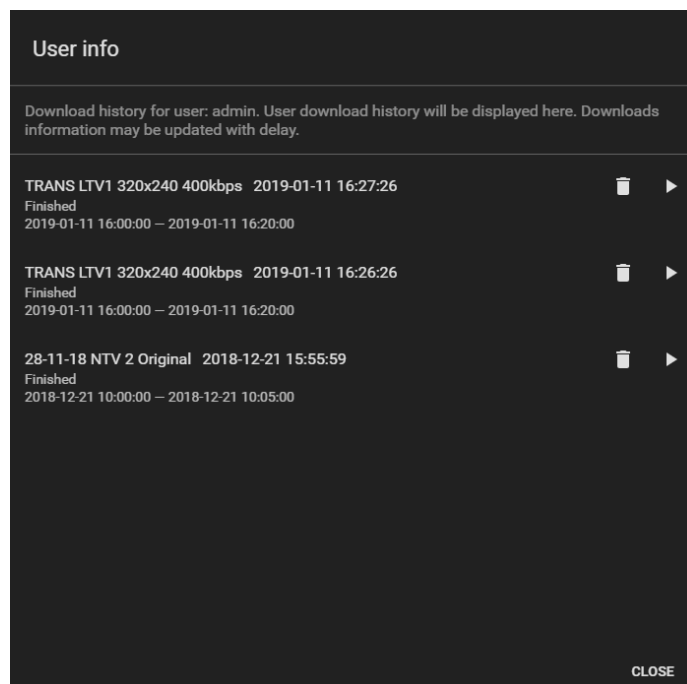 User info
Download history for user: admin. User download history will be displayed here. Downloads
information may be updated with delay.
TRANS LTV1 320x240 400kbps 2019-01-11 16:27:26
Finished
2019-01-11 16:00:00 — 2019-01-11 16:20:00
TRANS LTV1 320x240 400kbps 2019-01-11 16:26:26
Finished
2019-01-11 16:00:00 — 2019-01-11 16:20:00
28-11-18 NTV 2 Original 2018-12-21 15:55:59
Finished
2018-12-21 10:00:00 — 2018-12-21 10:05:00
CLOSE